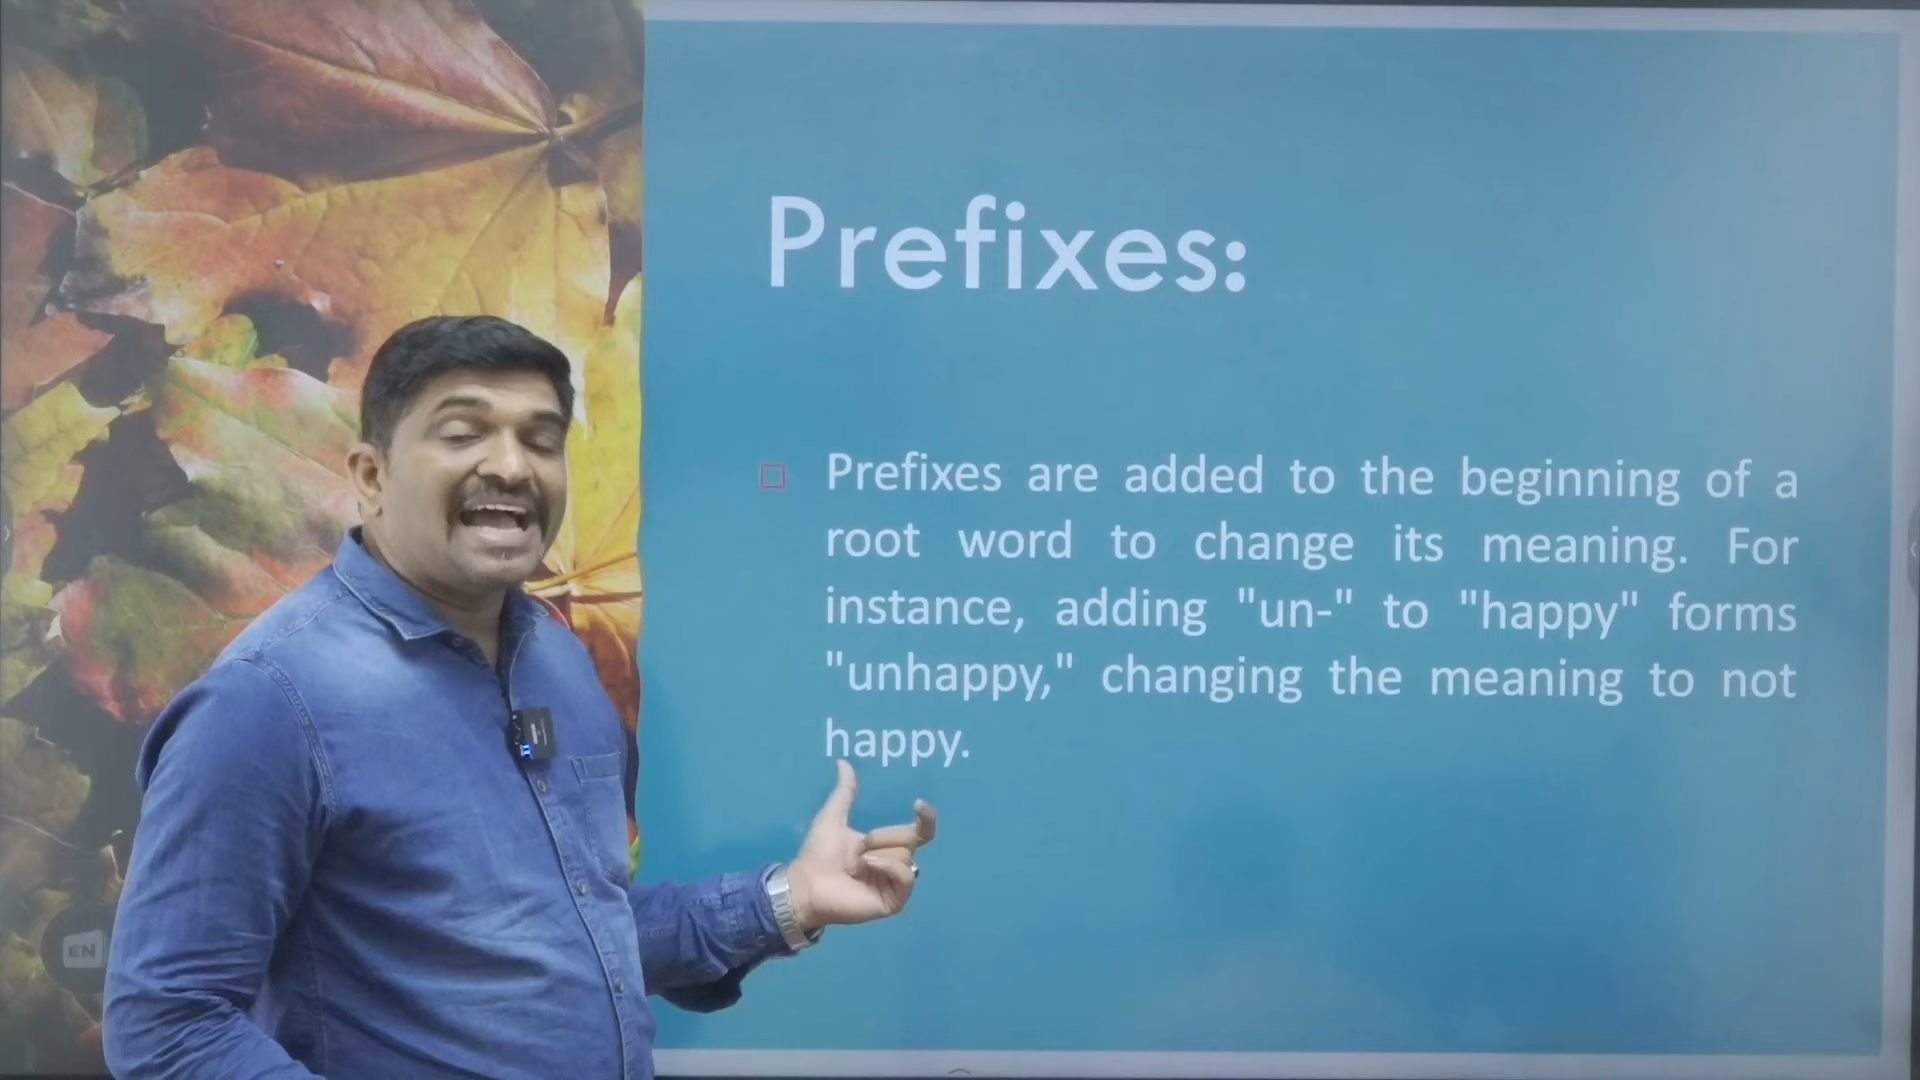 Prefixes:
Prefixes are added to the beginning of a
root word to change its meaning. For
instance, adding "un-" to "happy" forms
"unhappy," changing the meaning to not
happy.
EN